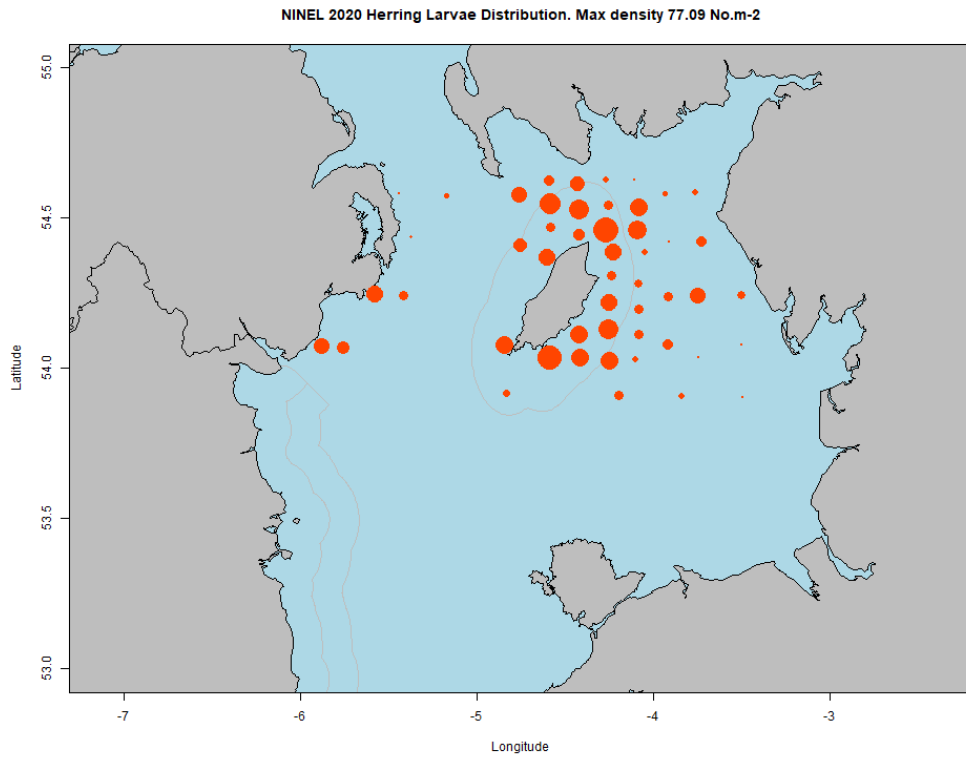 NINEL 2020 Herring Larvae Distribution. Max density 77.09 No.m-2
55.0
54.5
54.0
53.5
53.0
Latitude
-7 -6 -5 -4 -3
Longitude